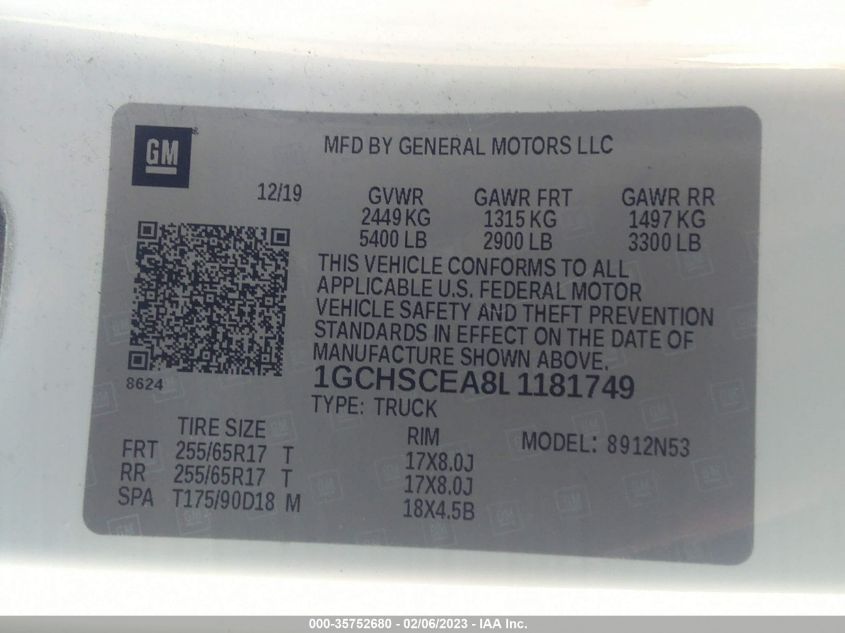 GM
MFD BY GENERAL MOTORS LLC
12/19
GVWR GAWR FRT GAWR RR
2449 KG 1315 KG 1497 KG
5400 LB 2900 LB 3300 LB
THIS VEHICLE CONFORMS TO ALL
APPLICABLE U.S. FEDERAL MOTOR
VEHICLE SAFETY AND THEFT PREVENTION
STANDARDS IN EFFECT ON THE DATE OF
MANUFACTURE SHOWN ABOVE.
8624
1GCHSCEA8L1181749
TYPE: TRUCK
TIRE SIZE RIM MODEL: 8912N53
FRT 255/65R17 T 17X8.0J
RR 255/65R17 T 17X8.0J
SPA T175/90D18 M 18X4.5B
000-35752680 - 02/06/2023 - IAA Inc.